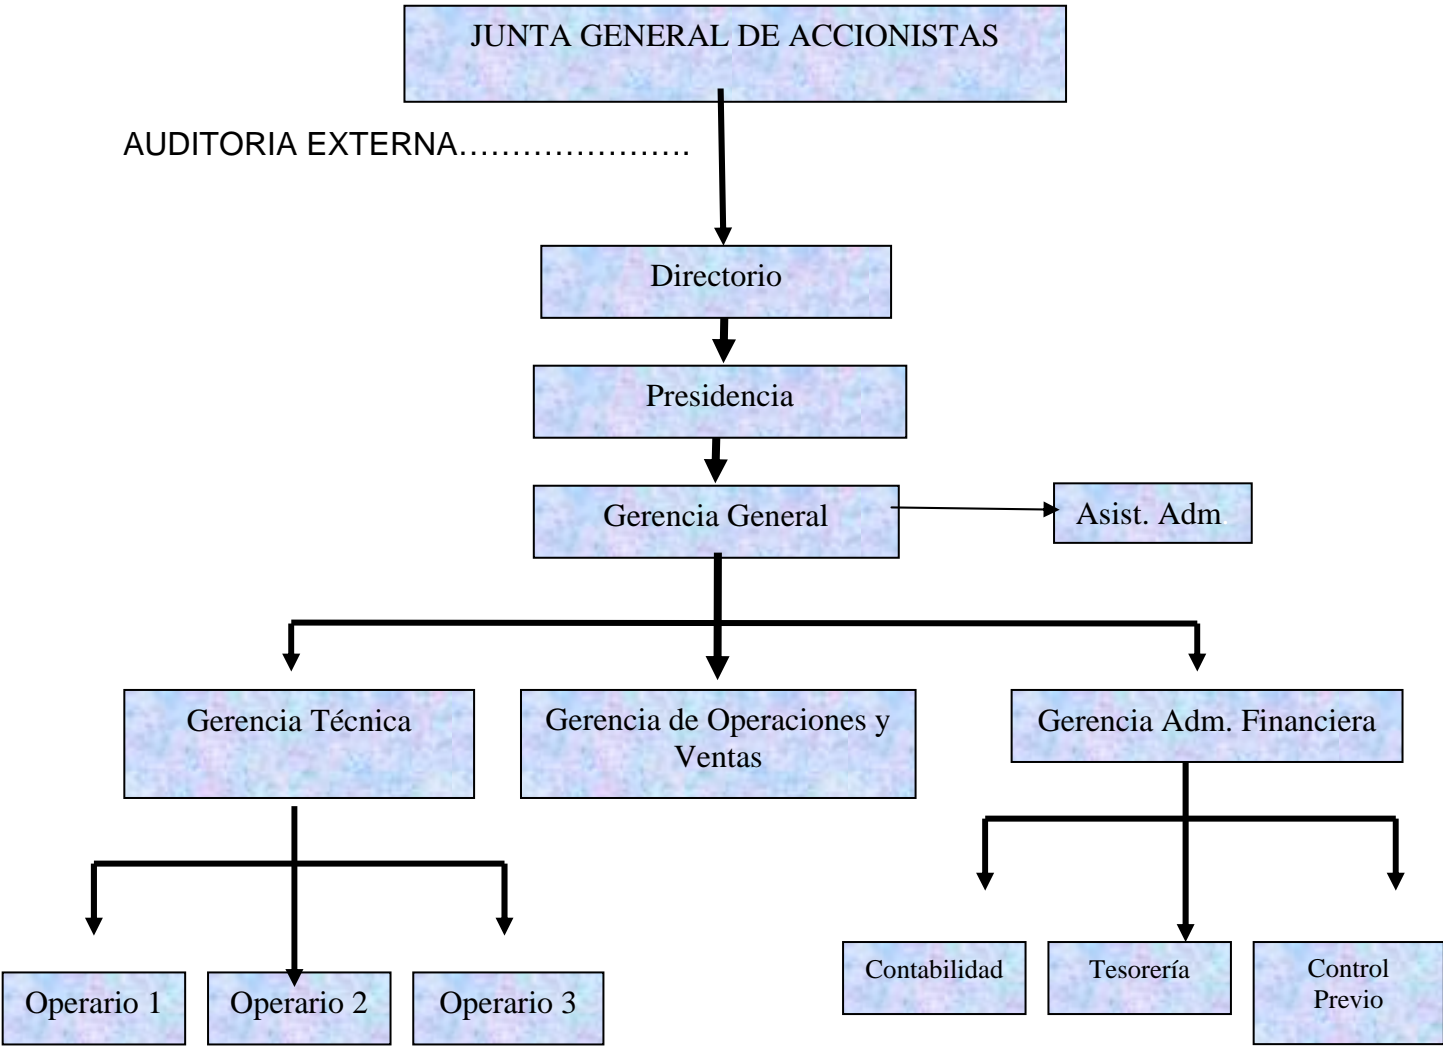 JUNTA GENERAL DE ACCIONISTAS
AUDITORIA EXTERNA……………….….
Directorio
Presidencia
Gerencia General
Asist. Adm.
Gerencia Técnica
Gerencia de Operaciones y
Ventas
Gerencia Adm. Financiera
Contabilidad
Tesorería
Control
Previo
Operario 1
Operario 2
Operario 3